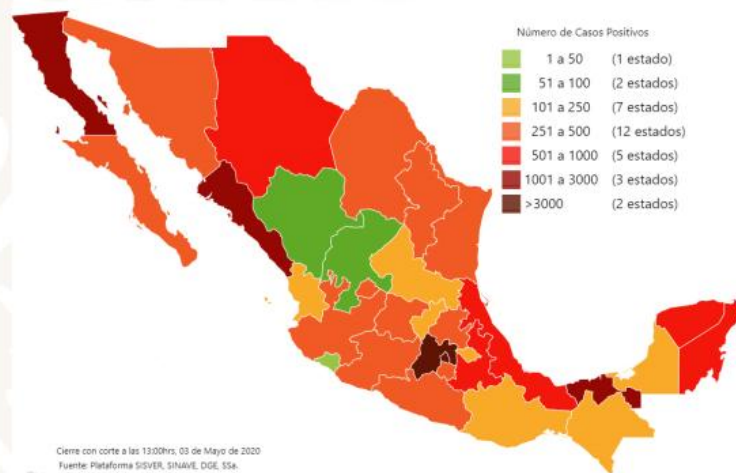 Número de Casos Positivos
1 a 50 (1 estado)
51 a 100 (2 estados)
101 a 250 (7 estados)
251 a 500 (12 estados)
501 a 1000 (5 estados)
1001 a 3000 (3 estados)
>3000 (2 estados)
Cierre con corte a las 13:00hrs, 03 de Mayo de 2020
Fuente: Plataforma SISVER, SINAVE, DGE, SSa.